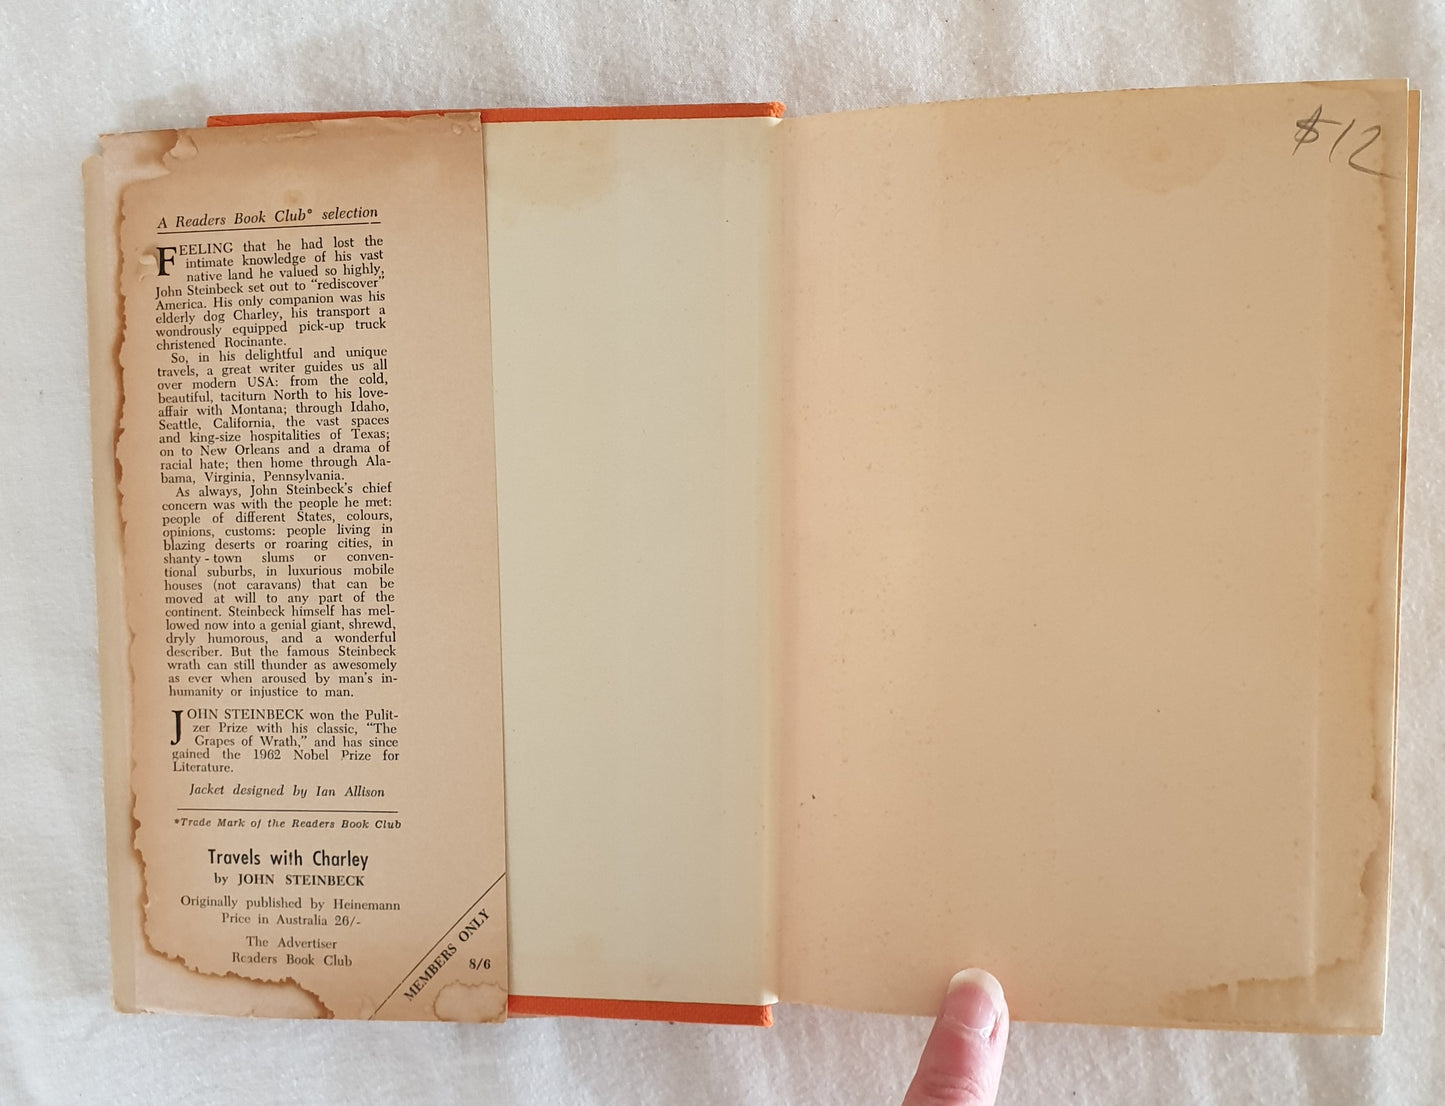 A Readers Book Club* selection
FEELING that he had lost the
intimate knowledge of his vast
native land he valued so highly,
John Steinbeck set out to “rediscover”
America. His only companion was his
elderly dog Charley, his transport a
wondrously equipped pick-up truck
christened Rocinante.
So, in his delightful and unique
travels, a great writer guides us all
over modern USA: from the cold,
beautiful, taciturn North to his love-
affair with Montana; through Idaho,
Seattle, California, the vast spaces
and king-size hospitalities of Texas;
on to New Orleans and a drama of
racial hate; then home through Ala-
bama, Virginia, Pennsylvania.
As always, John Steinbeck's chief
concern was with the people he met:
people of different States, colours,
opinions, customs: people living in
blazing deserts or roaring cities, in
shanty-town slums or conven-
tional suburbs, in luxurious mobile
houses (not caravans) that can be
moved at will to any part of the
continent. Steinbeck himself has mel-
lowed now into a genial giant, shrewd,
dryly humorous, and a wonderful
describer. But the famous Steinbeck
wrath can still thunder as awesomely
as ever when aroused by man's in-
humanity or injustice to man.
JOHN STEINBECK won the Pulit-
zer Prize with his classic, “The
Grapes of Wrath,” and has since
gained the 1962 Nobel Prize for
Literature.
Jacket designed by Ian Allison
*Trade Mark of the Readers Book Club
Travels with Charley
by JOHN STEINBECK
Originally published by Heinemann
Price in Australia 26/-
The Advertiser
Readers Book Club
MEMBERS ONLY
8/6
$12